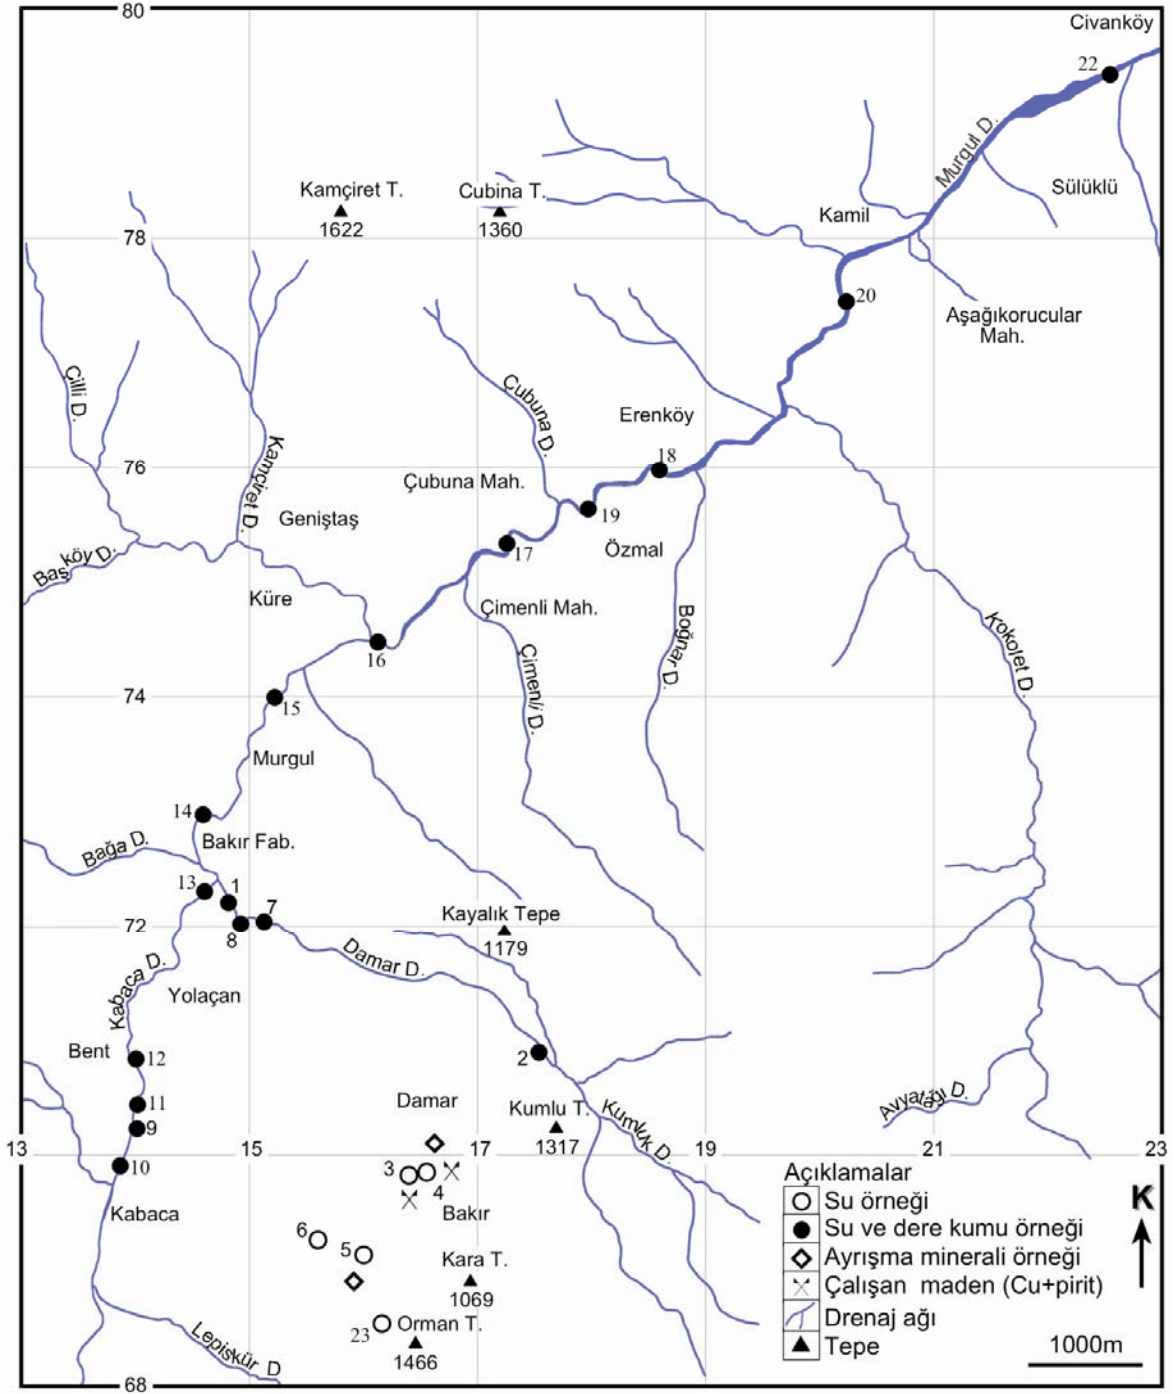 80
Civanköy
22
Murgul D.
Sülüklü
Kamçiret T.
1622
Cubina T.
1360
Kamil
78
20
Aşağıkorucular
Mah.
Çilli D.
Çubuna D.
Erenköy
Kamçiret D.
76
18
Çubuna Mah.
19
Geniştaş
17
Özmal
Başköy D.
Küre
Çimenli Mah.
Boğnar D.
Kokolet D.
16
Çimenli D.
74
15
Murgul
14
Bakır Fab.
Bağa D.
13
1
7
8
72
Kayalık Tepe
1179
Damar D.
Kabaca D.
Yolaçan
Bent
12
2
11
9
Damar
Kumlu T.
1317
Kumluk D.
13
15
17
19
21
23
10
3
4
Kabaca
Bakır
6
5
Kara T.
1069
23
Orman T.
1466
Lepişkür D
68
Açıklamalar
Su örneği
Su ve dere kumu örneği
Ayrışma minerali örneği
Çalışan maden (Cu+pirit)
Drenaj ağı
Tepe
K
1000m